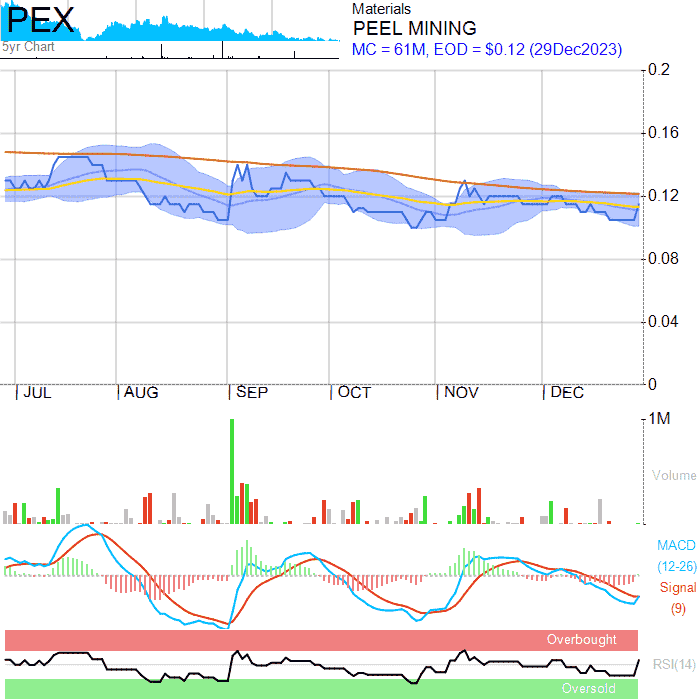 PEX
5yr Chart
Materials
PEEL MINING
MC = 61M, EOD = $0.12 (29Dec2023)
0.2
0.16
0.12
0.08
0.04
0
JUL AUG SEP OCT NOV DEC
1M
Volume
MACD
(12-26)
Signal
(9)
Overbought
RSI(14)
Oversold